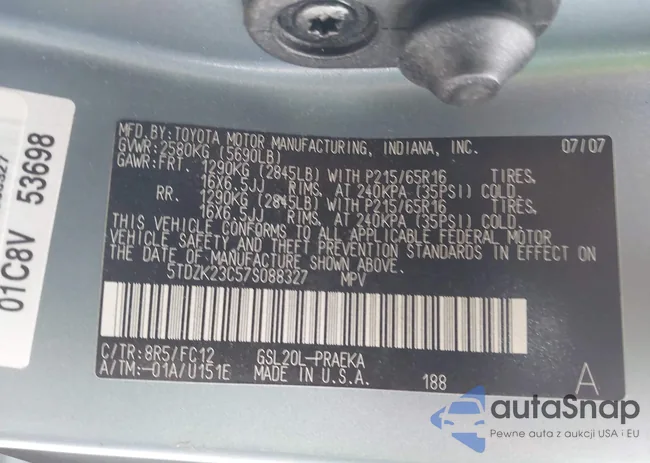 MFD.BY:TOYOTA MOTOR MANUFACTURING, INDIANA, INC. 07/07
GVWR:2580KG (5690LB)
GAWR:FRT. 1290KG (2845LB) WITH P215/65R16 TIRES,
16X6.5JJ RIMS, AT 240KPA (35PSI) COLD.
RR. 1290KG (2845LB) WITH P215/65R16 TIRES,
16X6.5JJ RIMS, AT 240KPA (35PSI) COLD.
THIS VEHICLE CONFORMS TO ALL APPLICABLE FEDERAL MOTOR
VEHICLE SAFETY AND THEFT PREVENTION STANDARDS IN EFFECT ON
THE DATE OF MANUFACTURE SHOWN ABOVE.
5TDZK23C57S088327 MPV
C/TR:8R5/FC12 GSL20L-PRAEKA
A/TM:-01A/U151E MADE IN U.S.A. 188 A
01C8V 53698
autaSnap
Pewne auta z aukcji USA i EU